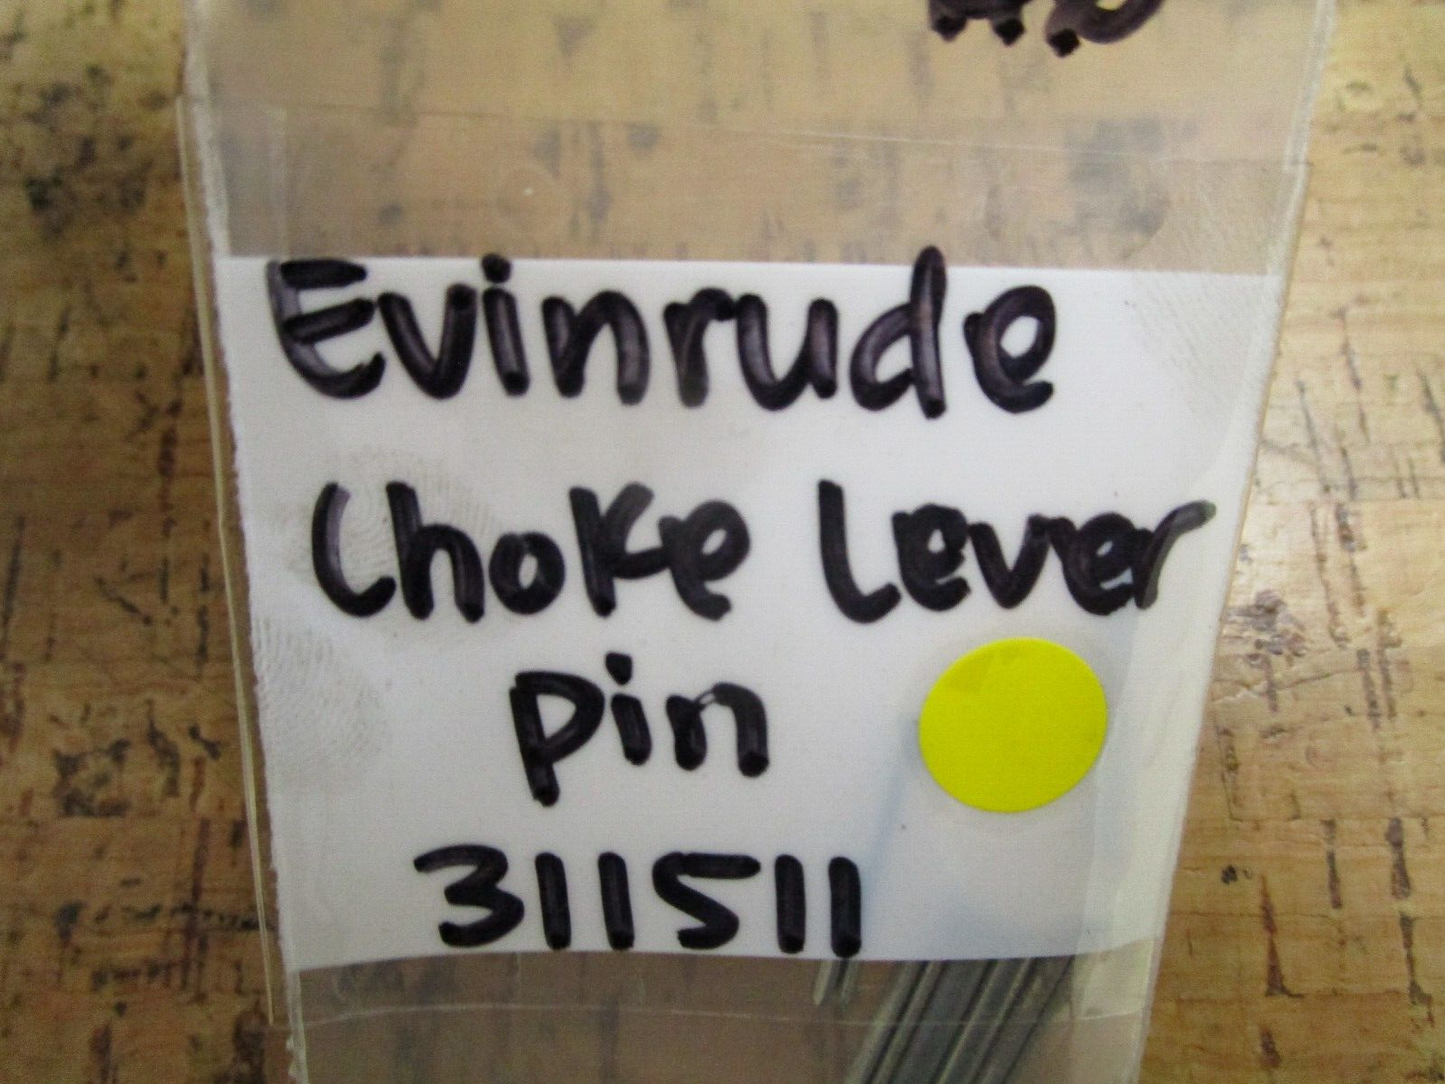 Evinrude
Choke Lever
Pin
311511